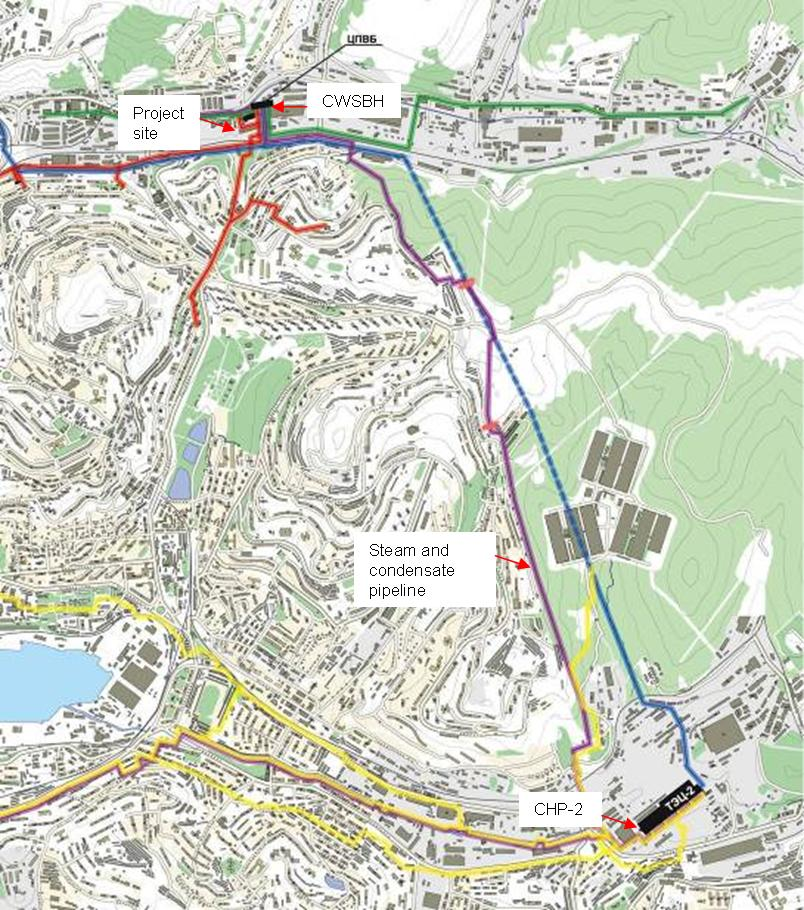 ЦПВБ
CWSBH
Project
site
Steam and
condensate
pipeline
CHP-2
ТЭЦ-2